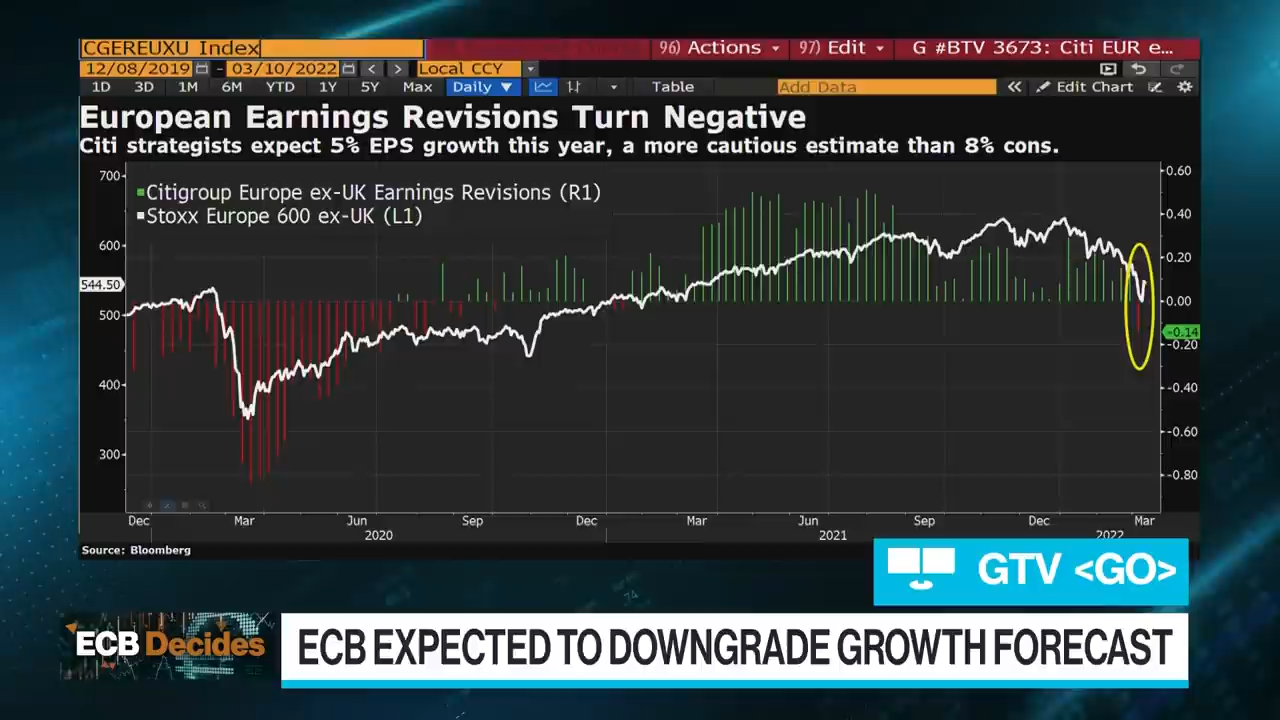 CGEREUXU Index
96) Actions
97) Edit
G #BTV 3673: Citi EUR e...
12/08/2019 - 03/10/2022 < > Local CCY
1D 3D 1M 6M YTD 1Y 5Y Max Daily ▼ Table Add Data « Edit Chart
European Earnings Revisions Turn Negative
Citi strategists expect 5% EPS growth this year, a more cautious estimate than 8% cons.
Citigroup Europe ex-UK Earnings Revisions (R1)
Stoxx Europe 600 ex-UK (L1)
700
600
544.50
500
400
300
0.60
0.40
0.20
0.00
-0.14
-0.20
-0.40
-0.60
-0.80
Dec Mar Jun Sep Dec Mar Jun Sep Dec Mar
2020 2021 2022
Source: Bloomberg
GTV <GO>
ECB Decides
ECB EXPECTED TO DOWNGRADE GROWTH FORECAST